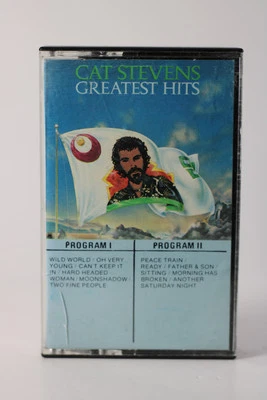 CAT STEVENS
GREATEST HITS
PROGRAM I
WILD WORLD / OH VERY
YOUNG / CAN'T KEEP IT
IN / HARD HEADED
WOMAN / MOONSHADOW /
TWO FINE PEOPLE
PROGRAM II
PEACE TRAIN /
READY / FATHER & SON /
SITTING / MORNING HAS
BROKEN / ANOTHER
SATURDAY NIGHT